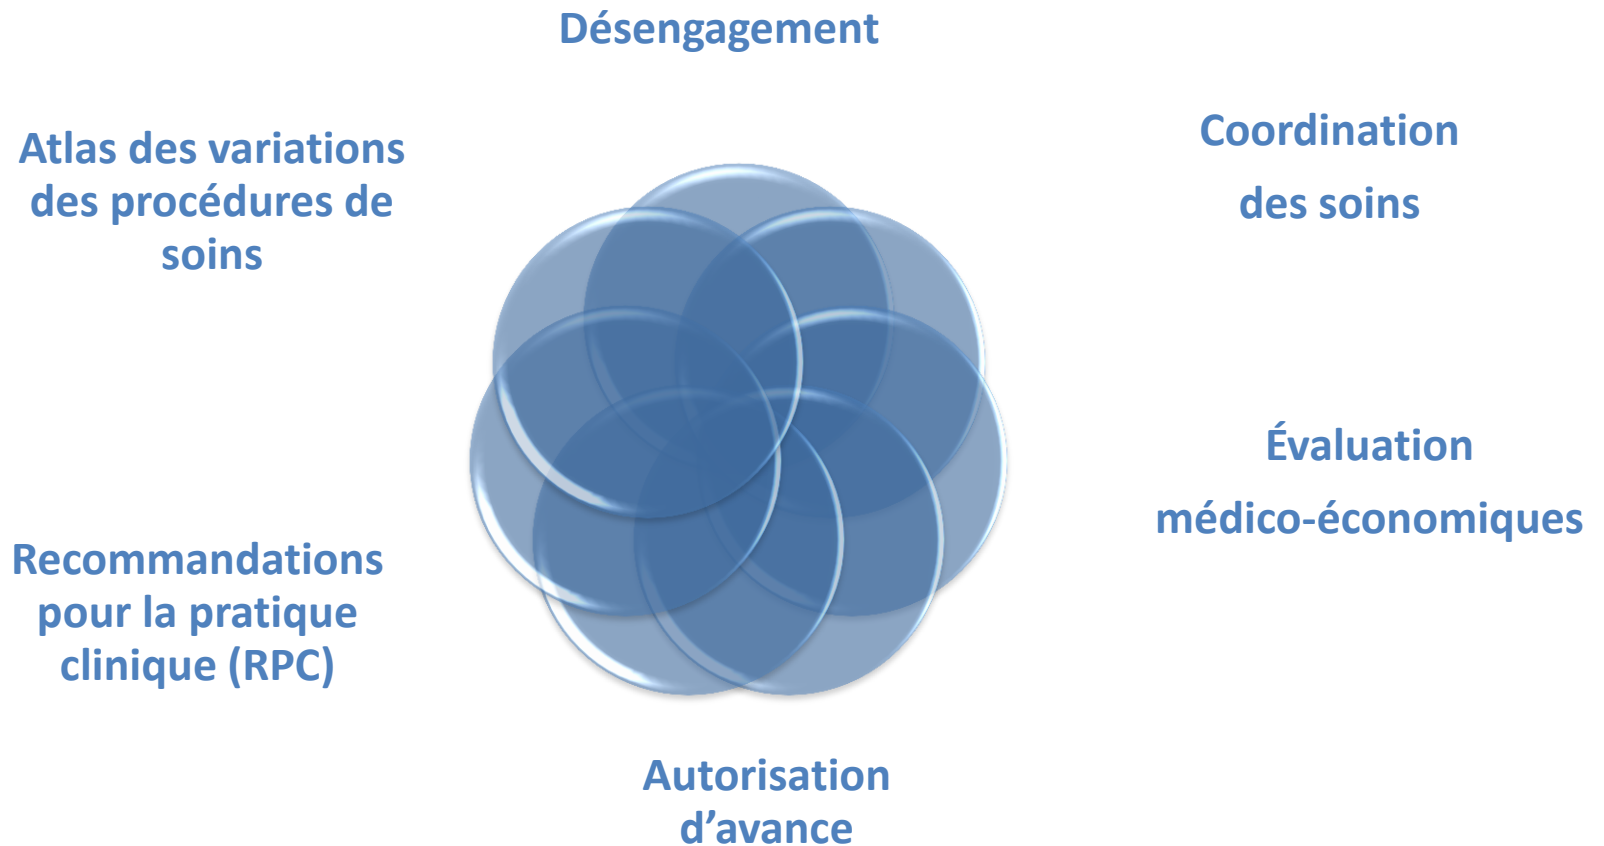 Désengagement
Atlas des variations
des procédures de
soins
Coordination
des soins
Évaluation
médico-économiques
Recommandations
pour la pratique
clinique (RPC)
Autorisation
d’avance